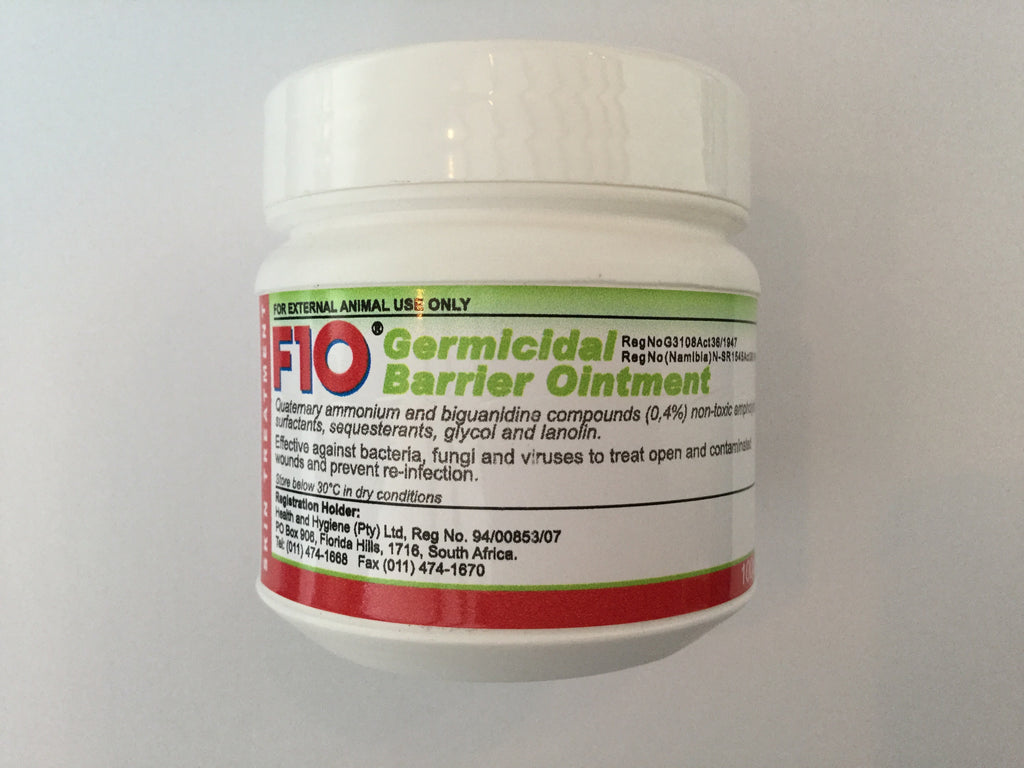 FOR EXTERNAL ANIMAL USE ONLY
SKIN TREATMENT
F10® Germicidal
Barrier Ointment
RegNoG3108Act36/1947
RegNo(Namibia)N-SR1545
Quaternary ammonium and biguanidine compounds (0,4%) non-toxic
surfactants, sequesterants, glycol and lanolin.
Effective against bacteria, fungi and viruses to treat open and contaminated
wounds and prevent re-infection.
Store below 30°C in dry conditions
Registration Holder:
Health and Hygiene (Pty) Ltd, Reg No. 94/00853/07
PO Box 906, Florida Hills, 1716, South Africa.
Tel: (011) 474-1668 Fax (011) 474-1670